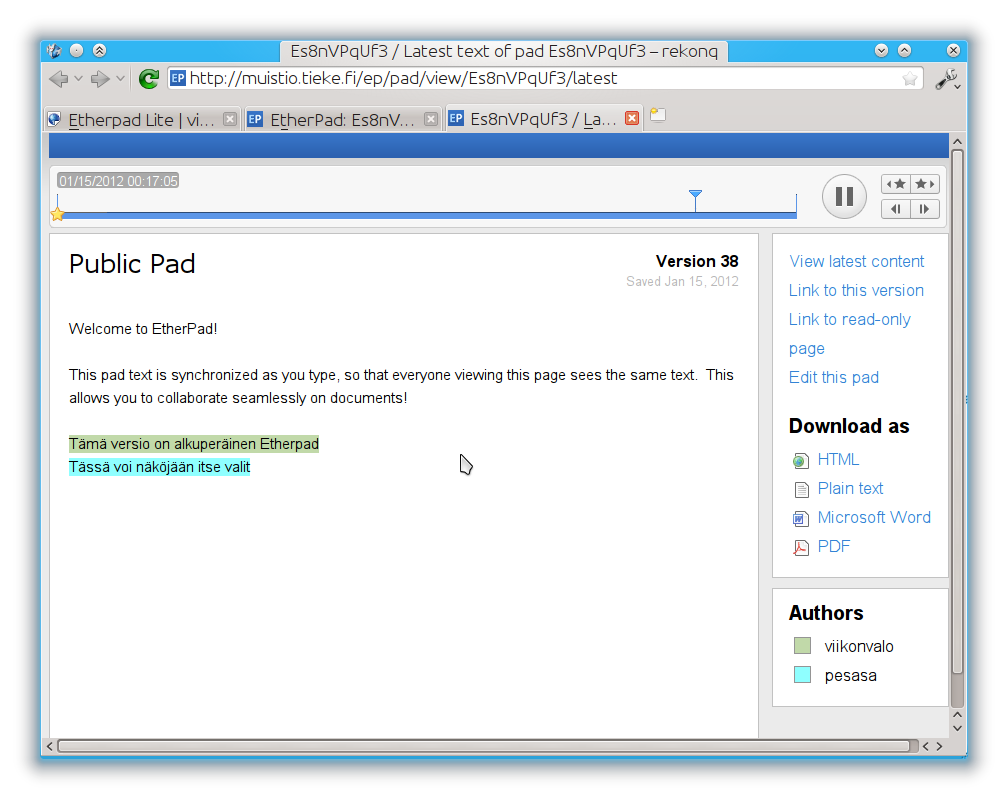 Es8nVPqUf3 / Latest text of pad Es8nVPqUf3 – rekonq
EP http://muistio.tieke.fi/ep/pad/view/Es8nVPqUf3/latest
Etherpad Lite | vi... EP EtherPad: Es8nV... EP Es8nVPqUf3 / La...
01/15/2012 00:17:05
Public Pad
Version 38
Saved Jan 15, 2012
Welcome to EtherPad!
This pad text is synchronized as you type, so that everyone viewing this page sees the same text.  This
allows you to collaborate seamlessly on documents!
Tämä versio on alkuperäinen Etherpad
Tässä voi näköjään itse valit
View latest content
Link to this version
Link to read-only
page
Edit this pad
Download as
HTML
Plain text
Microsoft Word
PDF
Authors
viikonvalo
pesasa